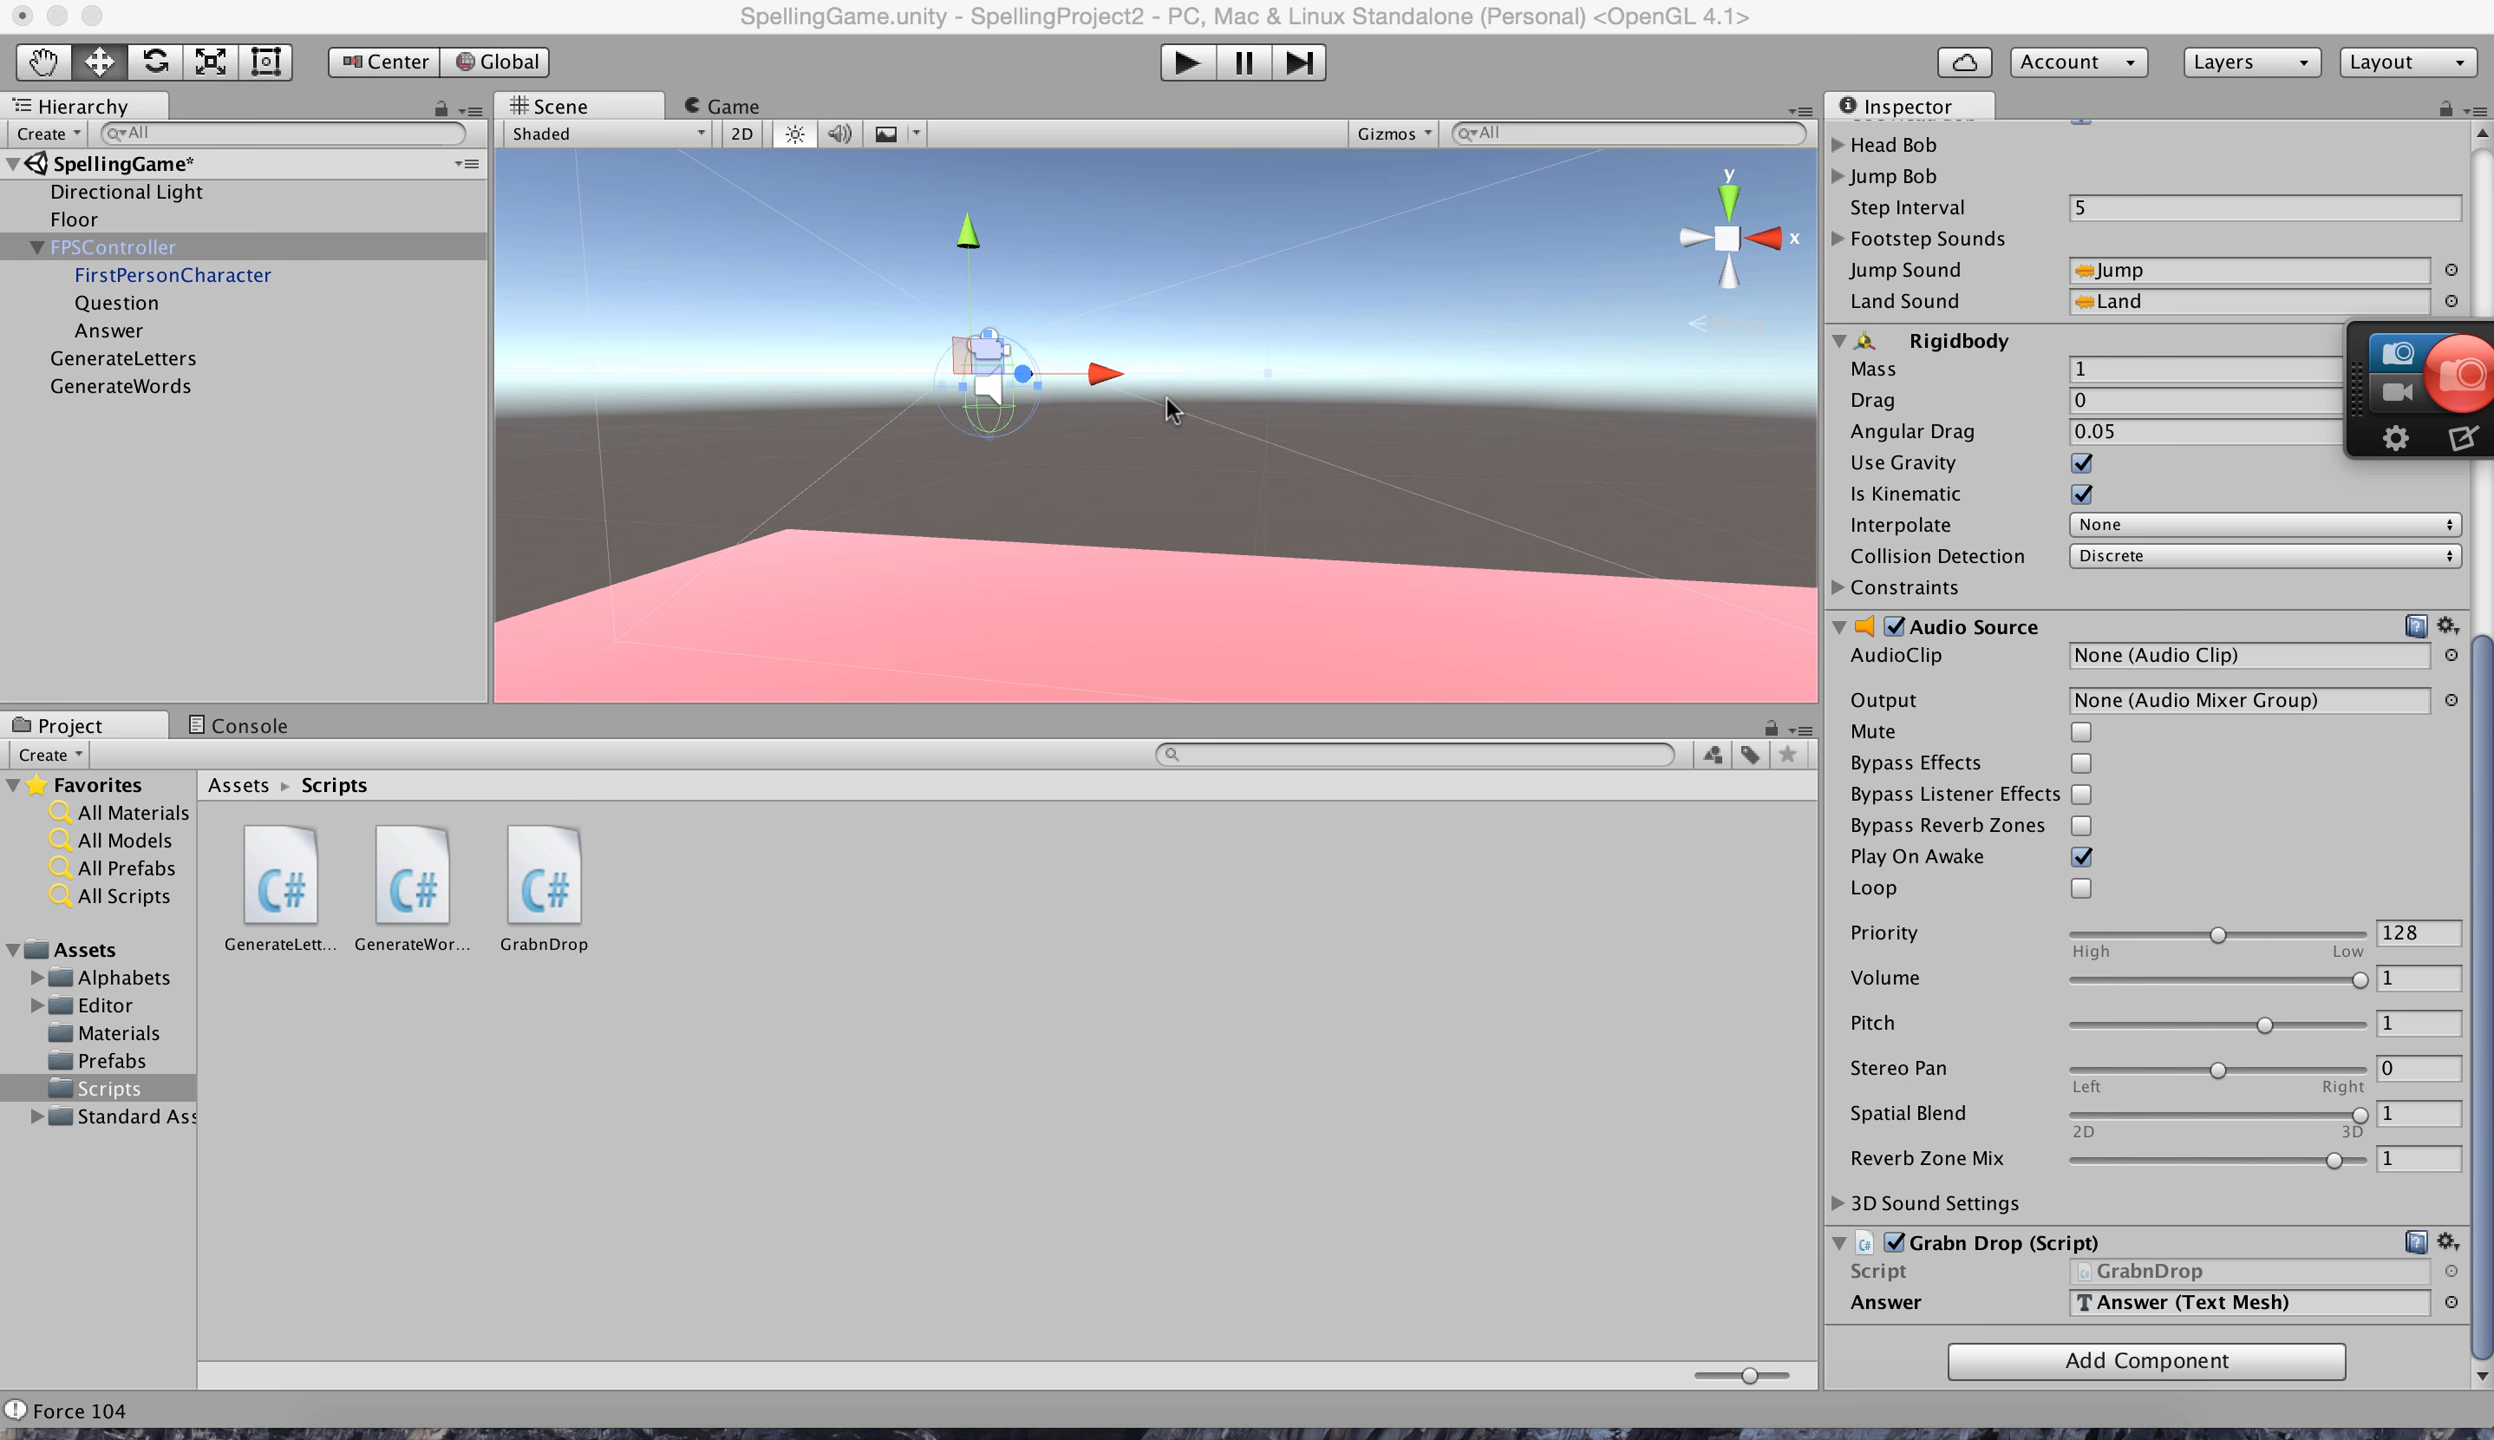 SpellingGame.unity - SpellingProject2 - PC, Mac & Linux Standalone (Personal) <OpenGL 4.1>
Center Global Account Layers Layout
Hierarchy
Create All
SpellingGame*
Directional Light
Floor
FPSController
FirstPersonCharacter
Question
Answer
GenerateLetters
GenerateWords
Scene Game
Shaded 2D Gizmos All
y
x
Inspector
Head Bob
Jump Bob
Step Interval 5
Footstep Sounds
Jump Sound Jump
Land Sound Land
Rigidbody
Mass 1
Drag 0
Angular Drag 0.05
Use Gravity
Is Kinematic
Interpolate None
Collision Detection Discrete
Constraints
Audio Source
AudioClip None (Audio Clip)
Output None (Audio Mixer Group)
Mute
Bypass Effects
Bypass Listener Effects
Bypass Reverb Zones
Play On Awake
Loop
Priority 128
High Low
Volume 1
Pitch 1
Stereo Pan 0
Left Right
Spatial Blend 1
2D 3D
Reverb Zone Mix 1
3D Sound Settings
Grabn Drop (Script)
Script GrabnDrop
Answer Answer (Text Mesh)
Add Component
Project Console
Create
Favorites
All Materials
All Models
All Prefabs
All Scripts
Assets
Alphabets
Editor
Materials
Prefabs
Scripts
Standard Ass
Assets Scripts
C# C# C#
GenerateLett... GenerateWor... GrabnDrop
Force 104